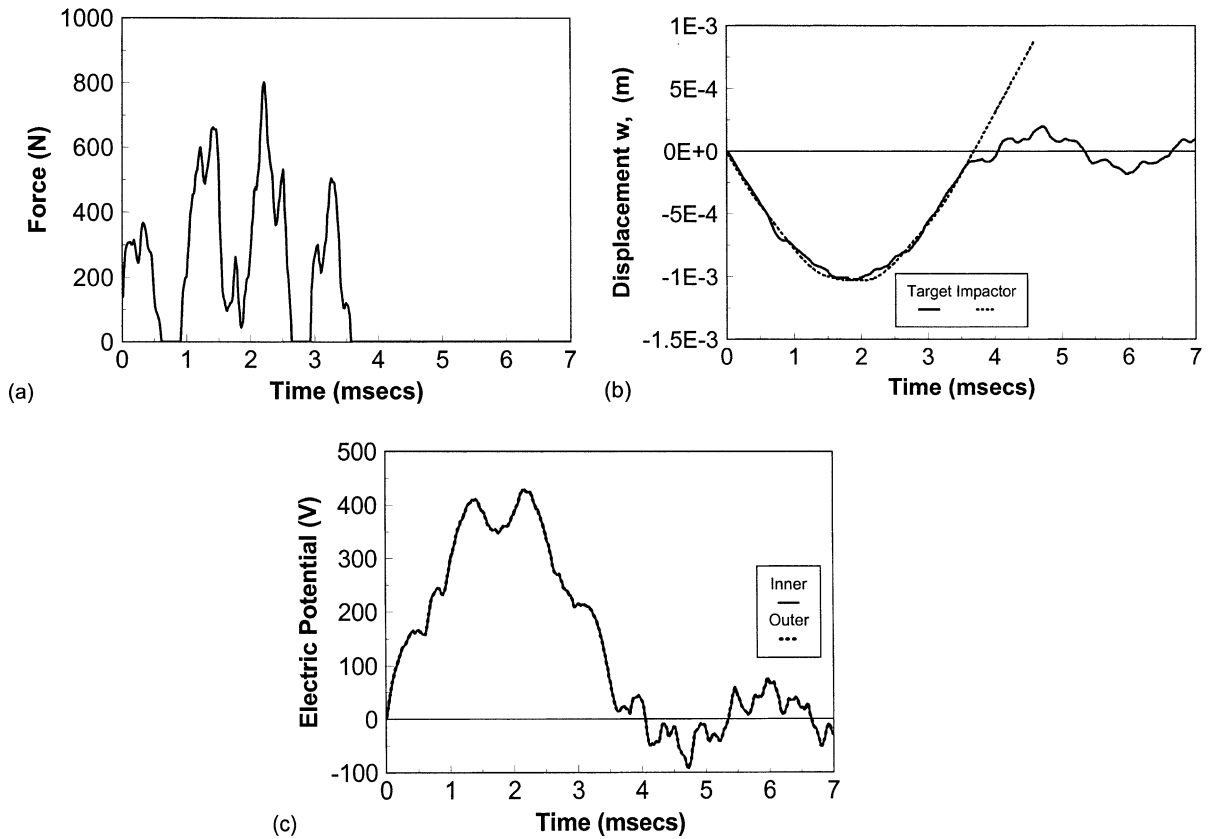 1000
800
600
400
200
0
Force (N)
0 1 2 3 4 5 6 7
Time (msecs)
(a)
1E-3
5E-4
0E+0
-5E-4
-1E-3
-1.5E-3
Displacement w, (m)
Target Impactor
0 1 2 3 4 5 6 7
Time (msecs)
(b)
500
400
300
200
100
0
-100
Electric Potential (V)
Inner
Outer
0 1 2 3 4 5 6 7
Time (msecs)
(c)